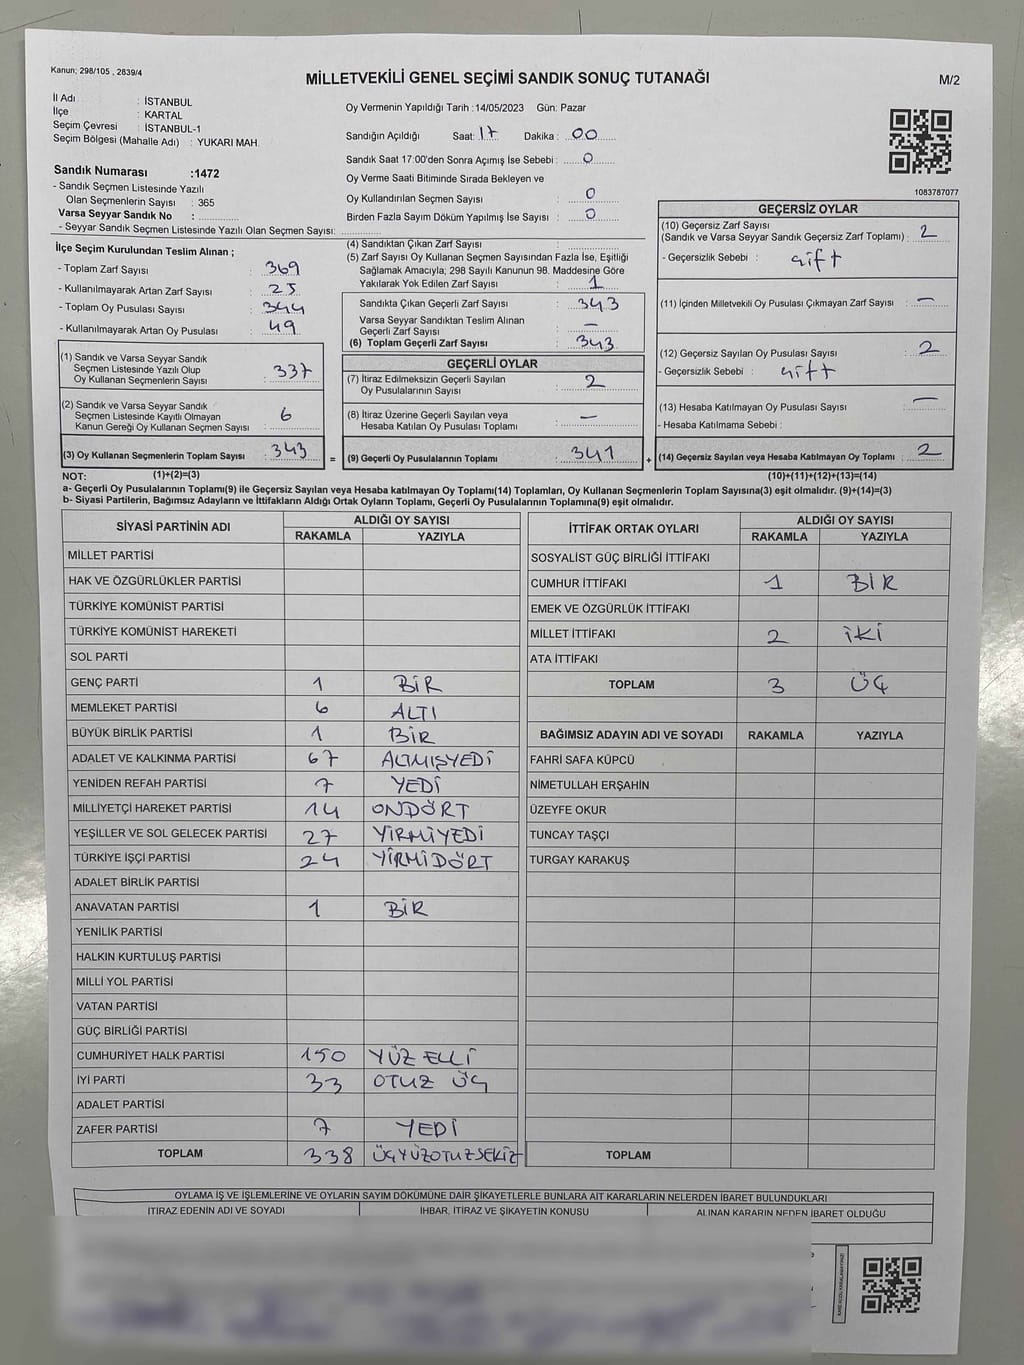 Kanun; 298/105 , 2839/4
MİLLETVEKİLİ GENEL SEÇİMİ SANDIK SONUÇ TUTANAĞI
M/2
İl Adı : İSTANBUL
İlçe : KARTAL
Seçim Çevresi : İSTANBUL-1
Seçim Bölgesi (Mahalle Adı) : YUKARI MAH.
Sandık Numarası :1472
- Sandık Seçmen Listesinde Yazılı
Olan Seçmenlerin Sayısı : 365
Varsa Seyyar Sandık No :
- Seyyar Sandık Seçmen Listesinde Yazılı Olan Seçmen Sayısı:
Oy Vermenin Yapıldığı Tarih :14/05/2023 Gün: Pazar
Sandığın Açıldığı Saat: 17 Dakika : 00
Sandık Saat 17:00'den Sonra Açımış İse Sebebi : 0
Oy Verme Saati Bitiminde Sırada Bekleyen ve
Oy Kullandırılan Seçmen Sayısı : 0
Birden Fazla Sayım Döküm Yapılmış İse Sayısı : 0
1083787077
İlçe Seçim Kurulundan Teslim Alınan ;
- Toplam Zarf Sayısı : 369
- Kullanılmayarak Artan Zarf Sayısı : 25
- Toplam Oy Pusulası Sayısı : 344
- Kullanılmayarak Artan Oy Pusulası : 49
(1) Sandık ve Varsa Seyyar Sandık
Seçmen Listesinde Yazılı Olup
Oy Kullanan Seçmenlerin Sayısı : 337
(2) Sandık ve Varsa Seyyar Sandık
Seçmen Listesinde Kayıtlı Olmayan
Kanun Gereği Oy Kullanan Seçmen Sayısı : 6
(3) Oy Kullanan Seçmenlerin Toplam Sayısı : 343 =
(4) Sandıktan Çıkan Zarf Sayısı :
(5) Zarf Sayısı Oy Kullanan Seçmen Sayısından Fazla İse, Eşitliği
Sağlamak Amacıyla; 298 Sayılı Kanunun 98. Maddesine Göre
Yakılarak Yok Edilen Zarf Sayısı : 1
Sandıkta Çıkan Geçerli Zarf Sayısı : 343
Varsa Seyyar Sandıktan Teslim Alınan
Geçerli Zarf Sayısı : —
(6) Toplam Geçerli Zarf Sayısı : 343
GEÇERLİ OYLAR
(7) İtiraz Edilmeksizin Geçerli Sayılan
Oy Pusulalarının Sayısı : 2
(8) İtiraz Üzerine Geçerli Sayılan veya
Hesaba Katılan Oy Pusulası Toplamı : —
(9) Geçerli Oy Pusulalarının Toplamı : 341 +
GEÇERSİZ OYLAR
(10) Geçersiz Zarf Sayısı
(Sandık ve Varsa Seyyar Sandık Geçersiz Zarf Toplamı) : 2
- Geçersizlik Sebebi : çift
(11) İçinden Milletvekili Oy Pusulası Çıkmayan Zarf Sayısı : —
(12) Geçersiz Sayılan Oy Pusulası Sayısı : 2
- Geçersizlik Sebebi : çift
(13) Hesaba Katılmayan Oy Pusulası Sayısı : —
- Hesaba Katılmama Sebebi :
(14) Geçersiz Sayılan veya Hesaba Katılmayan Oy Toplamı : 2
NOT: (1)+(2)=(3) (10)+(11)+(12)+(13)=(14)
a- Geçerli Oy Pusulalarının Toplamı(9) ile Geçersiz Sayılan veya Hesaba katılmayan Oy Toplamı(14) Toplamları, Oy Kullanan Seçmenlerin Toplam Sayısına(3) eşit olmalıdır. (9)+(14)=(3)
b- Siyasi Partilerin, Bağımsız Adayların ve İttifakların Aldığı Ortak Oyların Toplamı, Geçerli Oy Pusulalarının Toplamına(9) eşit olmalıdır.
SİYASİ PARTİNİN ADI ALDIĞI OY SAYISI
RAKAMLA YAZIYLA
MİLLET PARTİSİ
HAK VE ÖZGÜRLÜKLER PARTİSİ
TÜRKİYE KOMÜNİST PARTİSİ
TÜRKİYE KOMÜNİST HAREKETİ
SOL PARTİ
GENÇ PARTİ 1 BİR
MEMLEKET PARTİSİ 6 ALTI
BÜYÜK BİRLİK PARTİSİ 1 BİR
ADALET VE KALKINMA PARTİSİ 67 ALTMIŞYEDİ
YENİDEN REFAH PARTİSİ 7 YEDİ
MİLLİYETÇİ HAREKET PARTİSİ 14 ONDÖRT
YEŞİLLER VE SOL GELECEK PARTİSİ 27 YİRMİYEDİ
TÜRKİYE İŞÇİ PARTİSİ 24 YİRMİDÖRT
ADALET BİRLİK PARTİSİ
ANAVATAN PARTİSİ 1 BİR
YENİLİK PARTİSİ
HALKIN KURTULUŞ PARTİSİ
MİLLİ YOL PARTİSİ
VATAN PARTİSİ
GÜÇ BİRLİĞİ PARTİSİ
CUMHURİYET HALK PARTİSİ 150 YÜZ ELLİ
İYİ PARTİ 33 OTUZ ÜÇ
ADALET PARTİSİ
ZAFER PARTİSİ 7 YEDİ
TOPLAM 338 ÜÇYÜZOTUZSEKİZ
İTTİFAK ORTAK OYLARI ALDIĞI OY SAYISI
RAKAMLA YAZIYLA
SOSYALİST GÜÇ BİRLİĞİ İTTİFAKI
CUMHUR İTTİFAKI 1 BİR
EMEK VE ÖZGÜRLÜK İTTİFAKI
MİLLET İTTİFAKI 2 İKİ
ATA İTTİFAKI
TOPLAM 3 ÜÇ
BAĞIMSIZ ADAYIN ADI VE SOYADI RAKAMLA YAZIYLA
FAHRİ SAFA KÜPCÜ
NİMETULLAH ERŞAHİN
ÜZEYFE OKUR
TUNCAY TAŞÇI
TURGAY KARAKUŞ
TOPLAM
OYLAMA İŞ VE İŞLEMLERİNE VE OYLARIN SAYIM DÖKÜMÜNE DAİR ŞİKAYETLERLE BUNLARA AİT KARARLARIN NELERDEN İBARET BULUNDUKLARI
İTİRAZ EDENİN ADI VE SOYADI İHBAR, İTİRAZ VE ŞİKAYETİN KONUSU ALINAN KARARIN NEDEN İBARET OLDUĞU